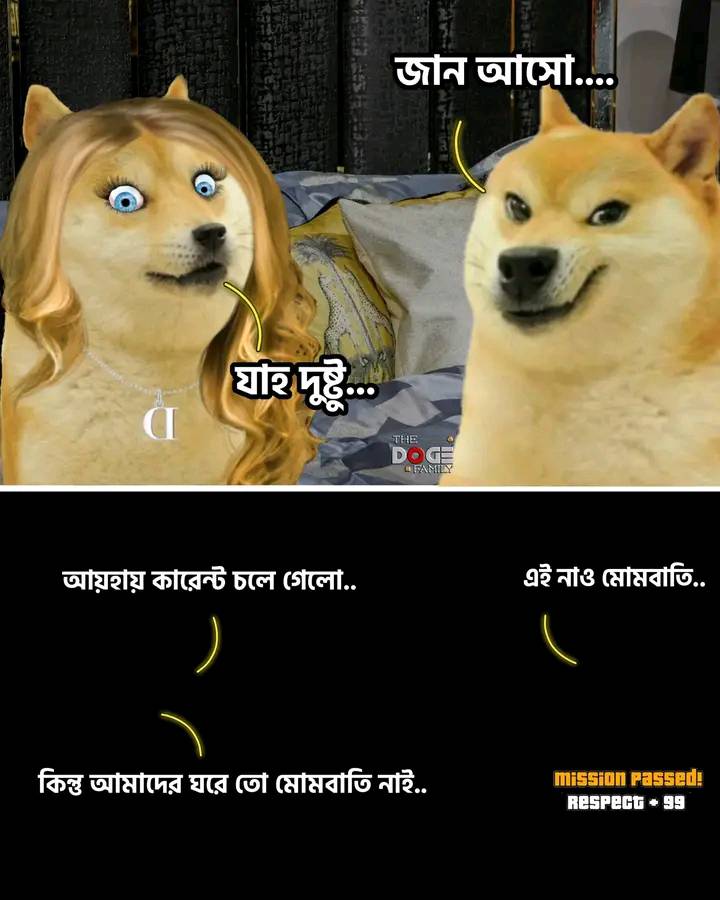 জান আসো....
যাহ দুষ্টু...
THE
DOGE
FAMILY
আয়হায় কারেন্ট চলে গেলো..
এই নাও মোমবাতি..
কিন্তু আমাদের ঘরে তো মোমবাতি নাই..
mission passed!
RESPECT + 99